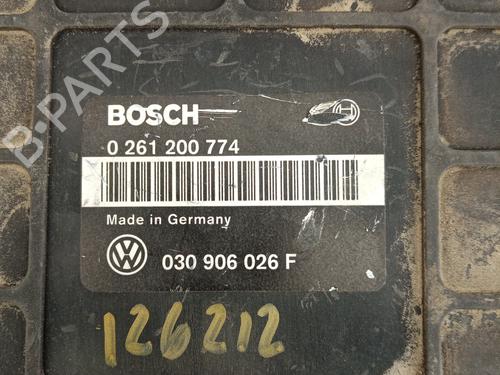 B-PARTS
BOSCH
0 261 200 774
Made in Germany
030 906 026 F
126212